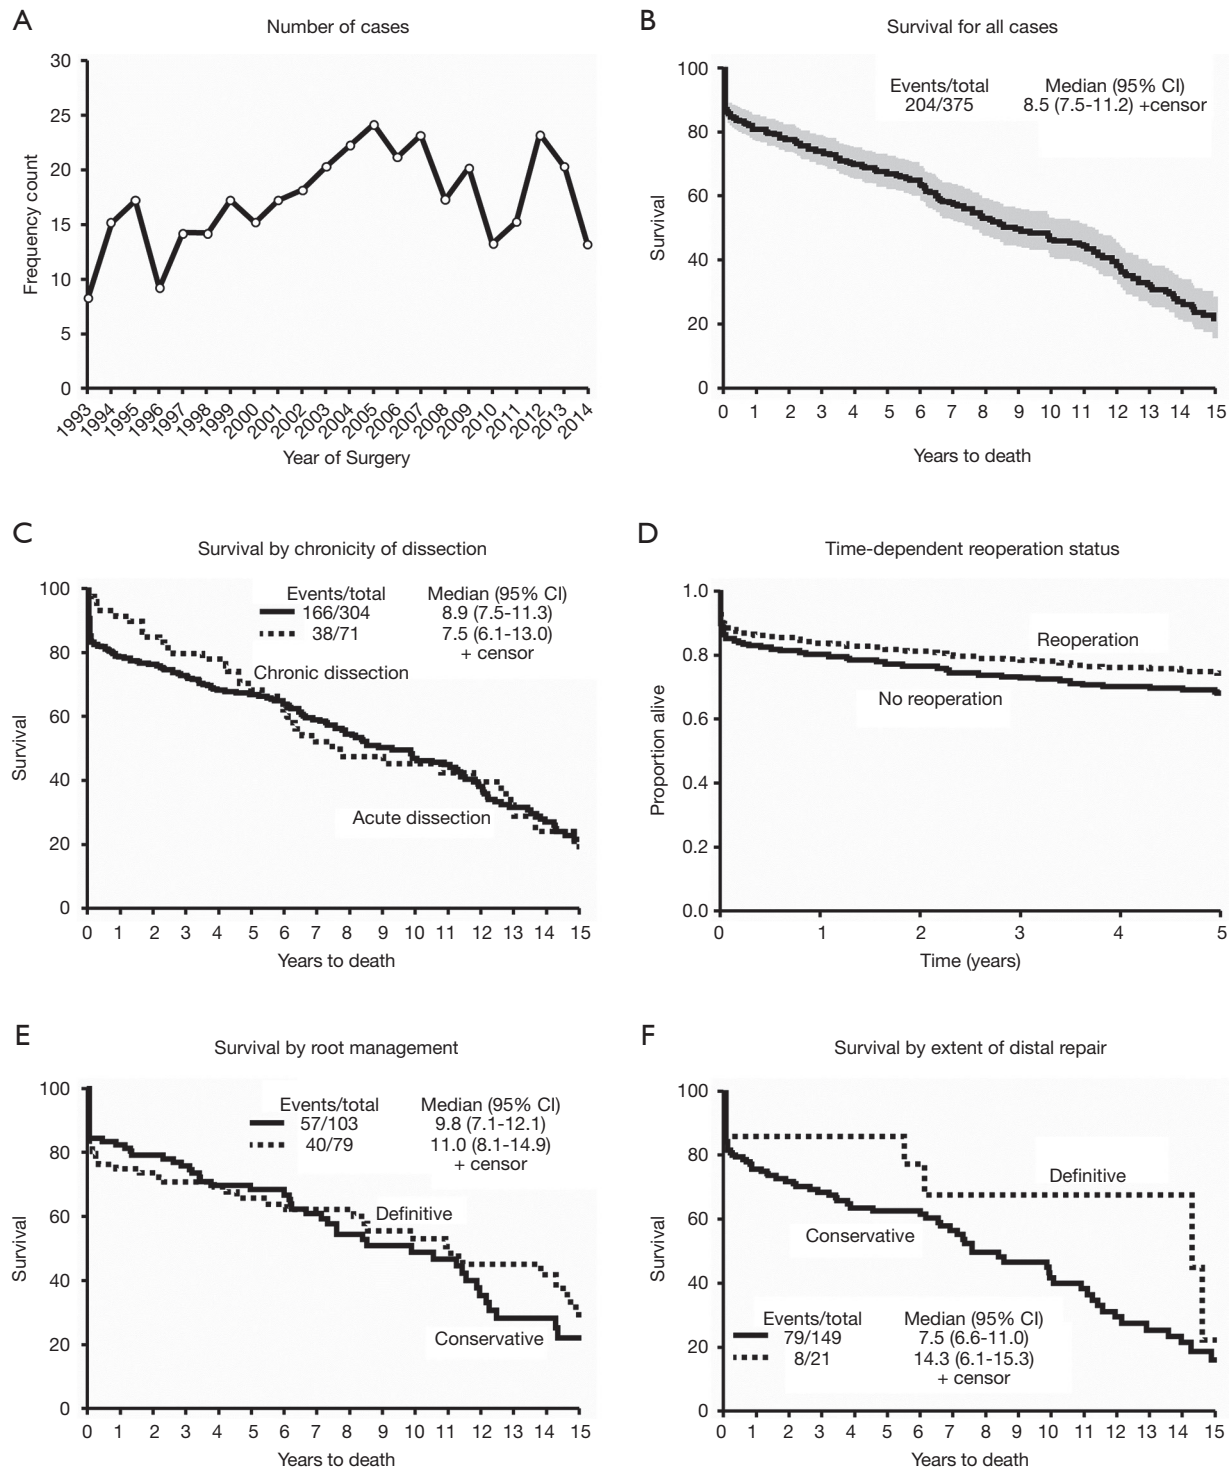 A
Number of cases
30
25
20
15
10
5
0
Frequency count
1993 1994 1995 1996 1997 1998 1999 2000 2001 2002 2003 2004 2005 2006 2007 2008 2009 2010 2011 2012 2013 2014
Year of Surgery
B
Survival for all cases
Events/total Median (95% CI)
204/375 8.5 (7.5-11.2) +censor
100
80
60
40
20
0
Survival
0 1 2 3 4 5 6 7 8 9 10 11 12 13 14 15
Years to death
C
Survival by chronicity of dissection
Events/total Median (95% CI)
166/304 8.9 (7.5-11.3)
38/71 7.5 (6.1-13.0)
+ censor
Chronic dissection
Acute dissection
100
80
60
40
20
0
Survival
0 1 2 3 4 5 6 7 8 9 10 11 12 13 14 15
Years to death
D
Time-dependent reoperation status
1.0
0.8
0.6
0.4
0.2
0.0
Proportion alive
Reoperation
No reoperation
0 1 2 3 4 5
Time (years)
E
Survival by root management
Events/total Median (95% CI)
57/103 9.8 (7.1-12.1)
40/79 11.0 (8.1-14.9)
+ censor
Definitive
Conservative
100
80
60
40
20
0
Survival
0 1 2 3 4 5 6 7 8 9 10 11 12 13 14 15
Years to death
F
Survival by extent of distal repair
100
80
60
40
20
0
Survival
Definitive
Conservative
Events/total Median (95% CI)
79/149 7.5 (6.6-11.0)
8/21 14.3 (6.1-15.3)
+ censor
0 1 2 3 4 5 6 7 8 9 10 11 12 13 14 15
Years to death